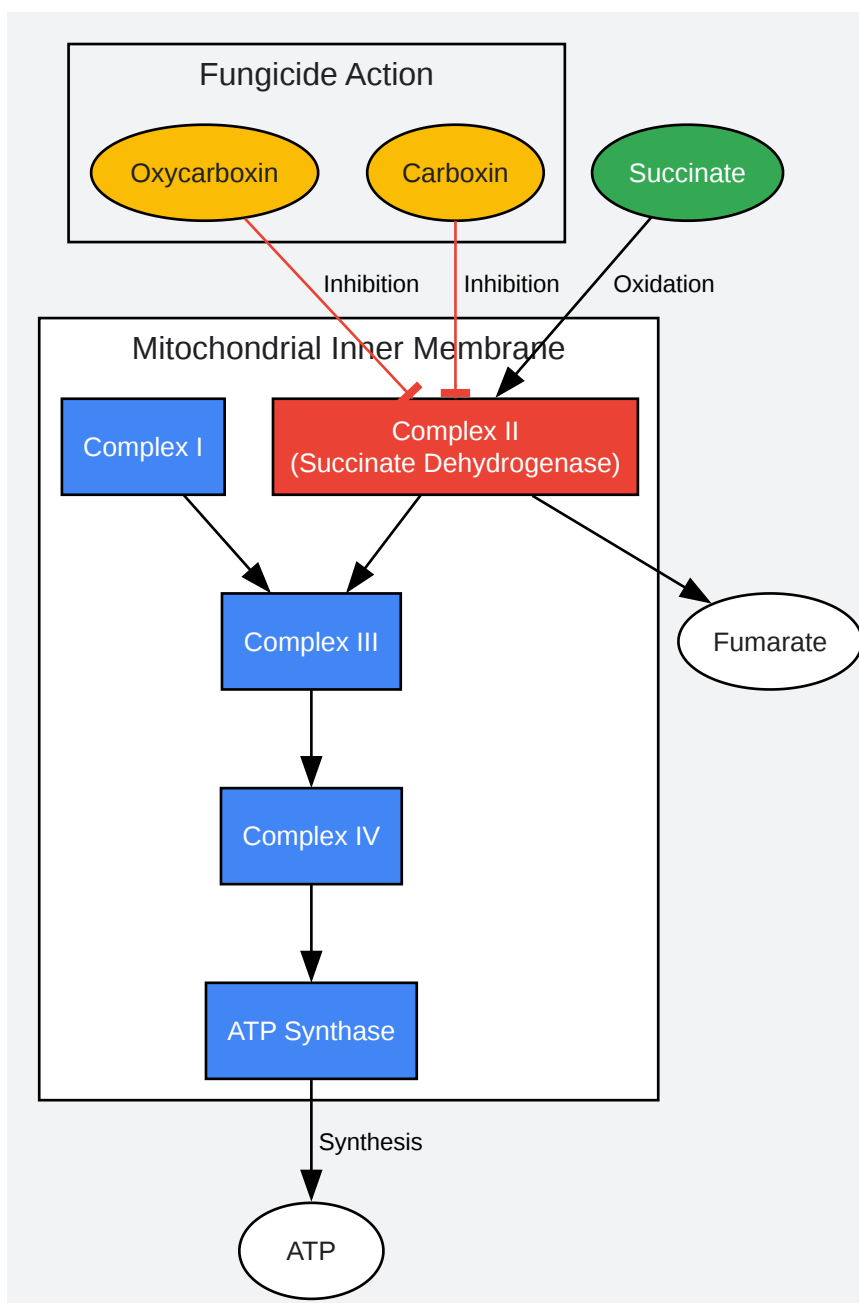 Fungicide Action
Oxycarboxin
Carboxin
Succinate
Inhibition
Inhibition
Oxidation
Mitochondrial Inner Membrane
Complex I
Complex II
(Succinate Dehydrogenase)
Complex III
Fumarate
Complex IV
ATP Synthase
Synthesis
ATP